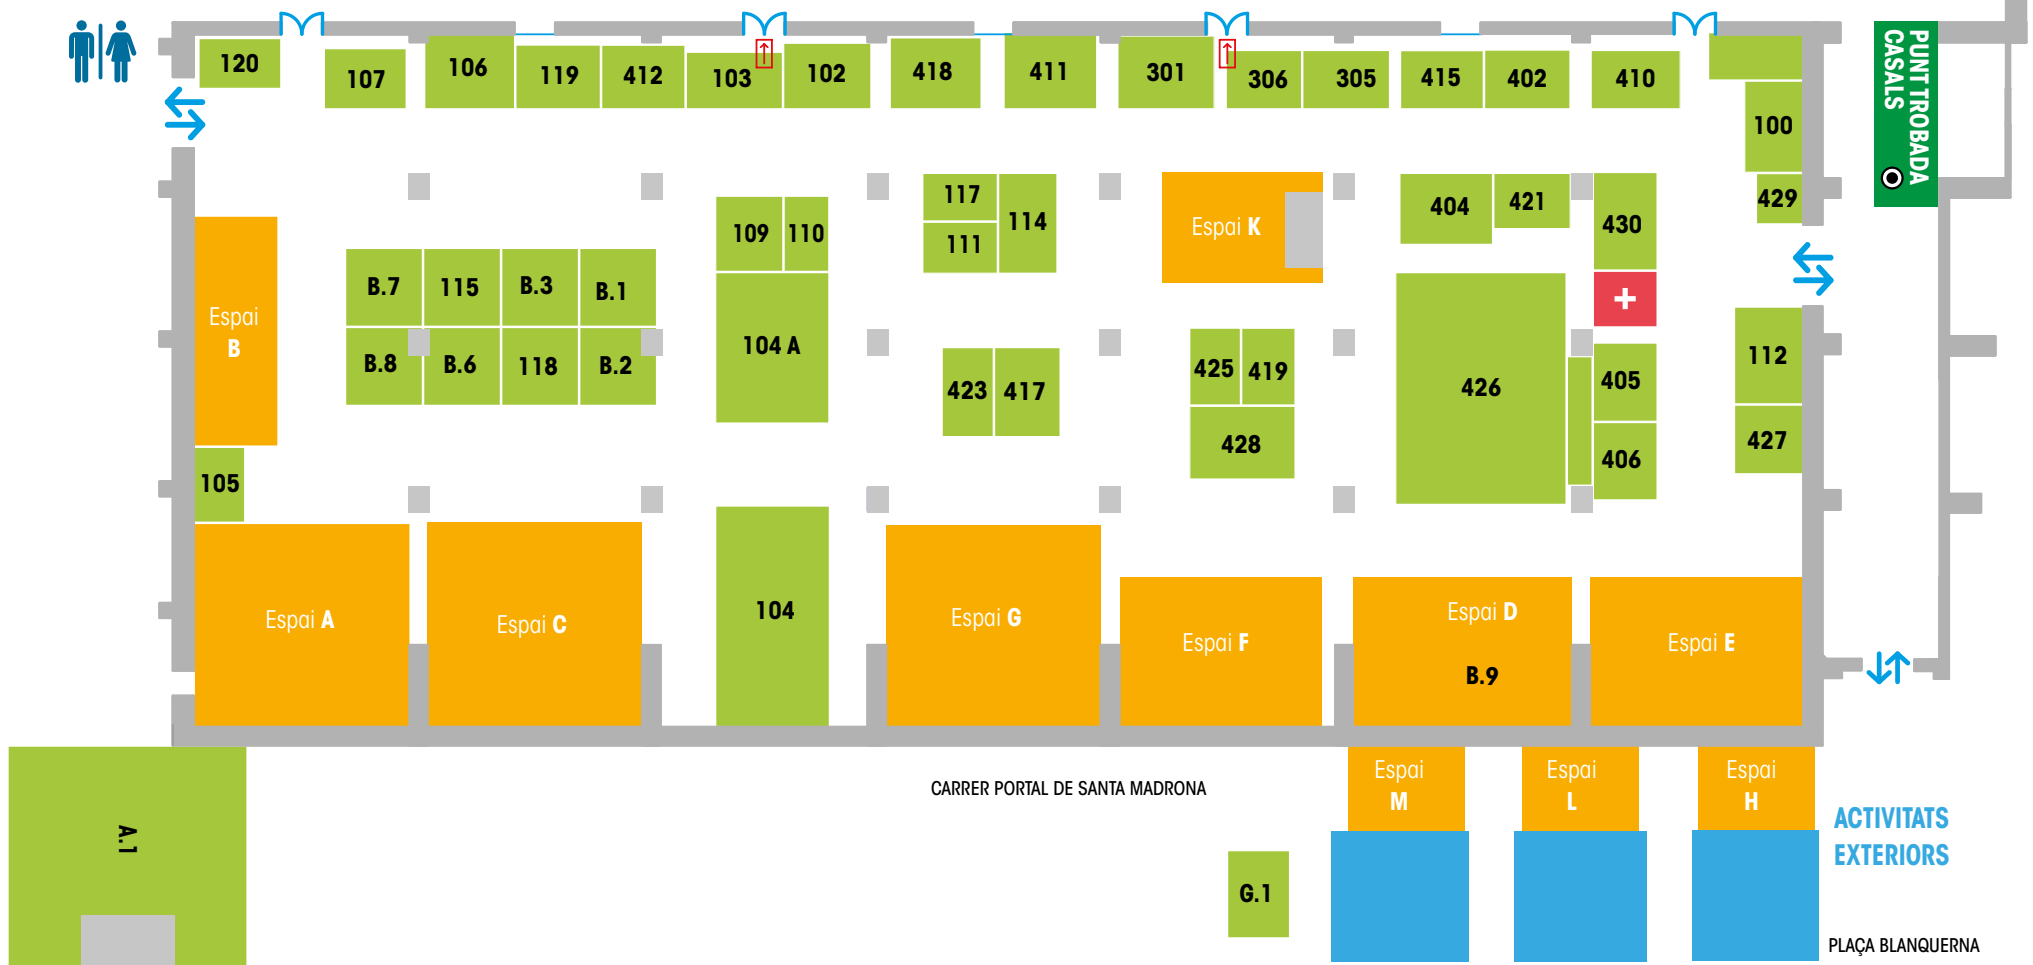 120
107
106
119
412
103
102
418
411
301
306
305
415
402
410
100
429
PUNT TROBADA
CASALS
117
111
114
109
110
104 A
Espai K
404
421
430
+
Espai
B
B.7
115
B.3
B.1
B.8
B.6
118
B.2
423
417
425
419
428
426
405
406
112
427
105
Espai A
Espai C
104
Espai G
Espai F
Espai D
B.9
Espai E
A.1
CARRER PORTAL DE SANTA MADRONA
G.1
Espai
M
Espai
L
Espai
H
ACTIVITATS
EXTERIORS
PLAÇA BLANQUERNA